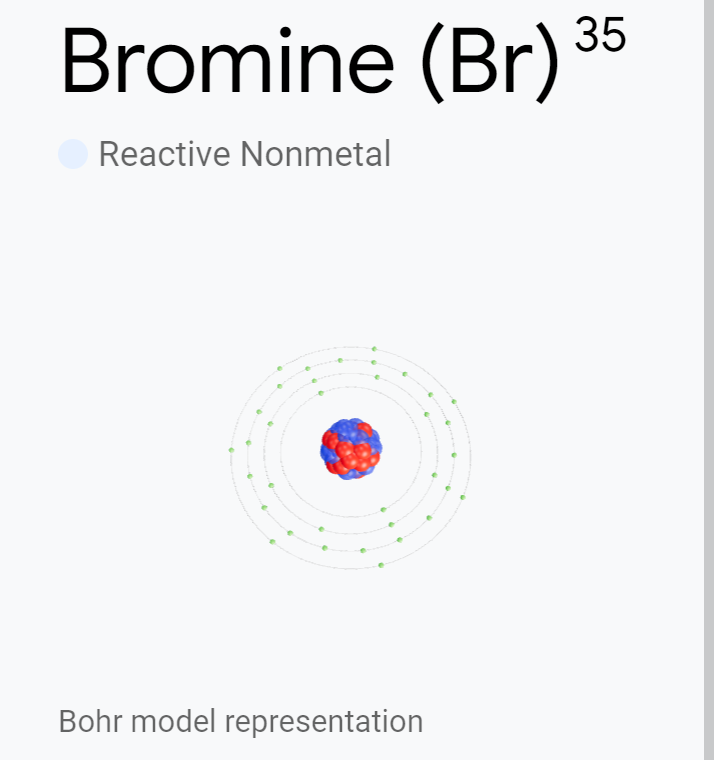 Bromine (Br) 35
Reactive Nonmetal
Bohr model representation